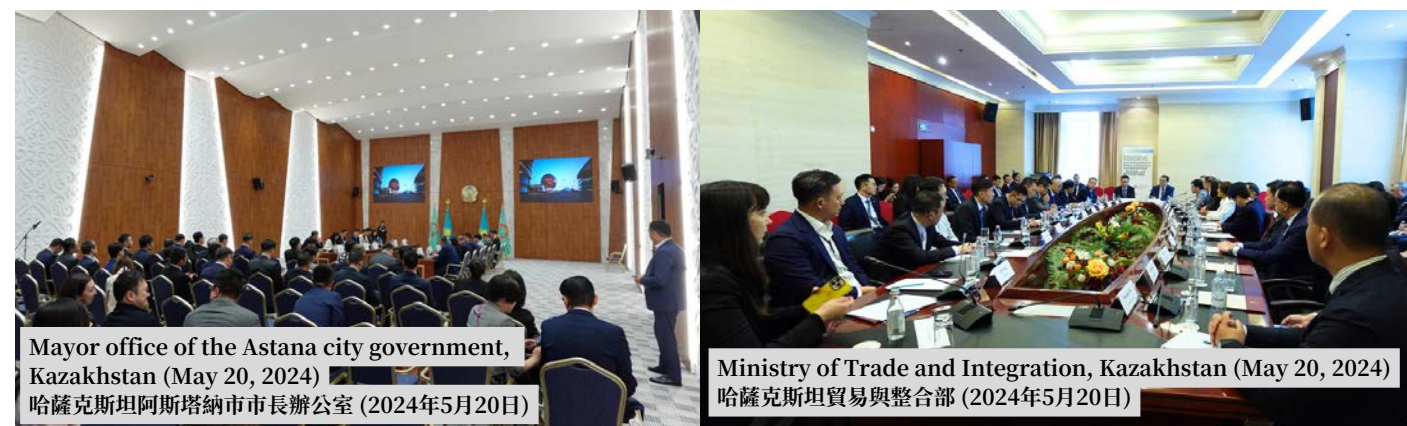 Mayor office of the Astana city government,
Kazakhstan (May 20, 2024)
哈薩克斯坦阿斯塔納市市長辦公室 (2024年5月20日)
Ministry of Trade and Integration, Kazakhstan (May 20, 2024)
哈薩克斯坦貿易與整合部 (2024年5月20日)